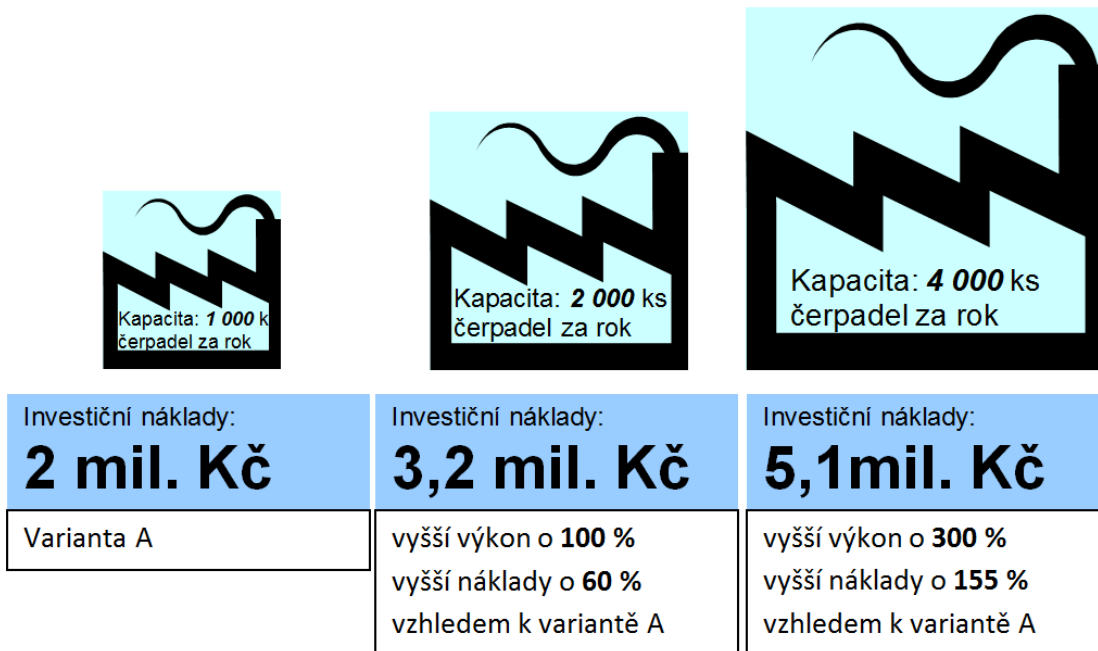 Kapacita: 1 000 k
čerpadel za rok
Kapacita: 2 000 ks
čerpadel za rok
Kapacita: 4 000 ks
čerpadel za rok
Investiční náklady:
2 mil. Kč
Varianta A
Investiční náklady:
3,2 mil. Kč
vyšší výkon o 100 %
vyšší náklady o 60 %
vzhledem k variantě A
Investiční náklady:
5,1mil. Kč
vyšší výkon o 300 %
vyšší náklady o 155 %
vzhledem k variantě A